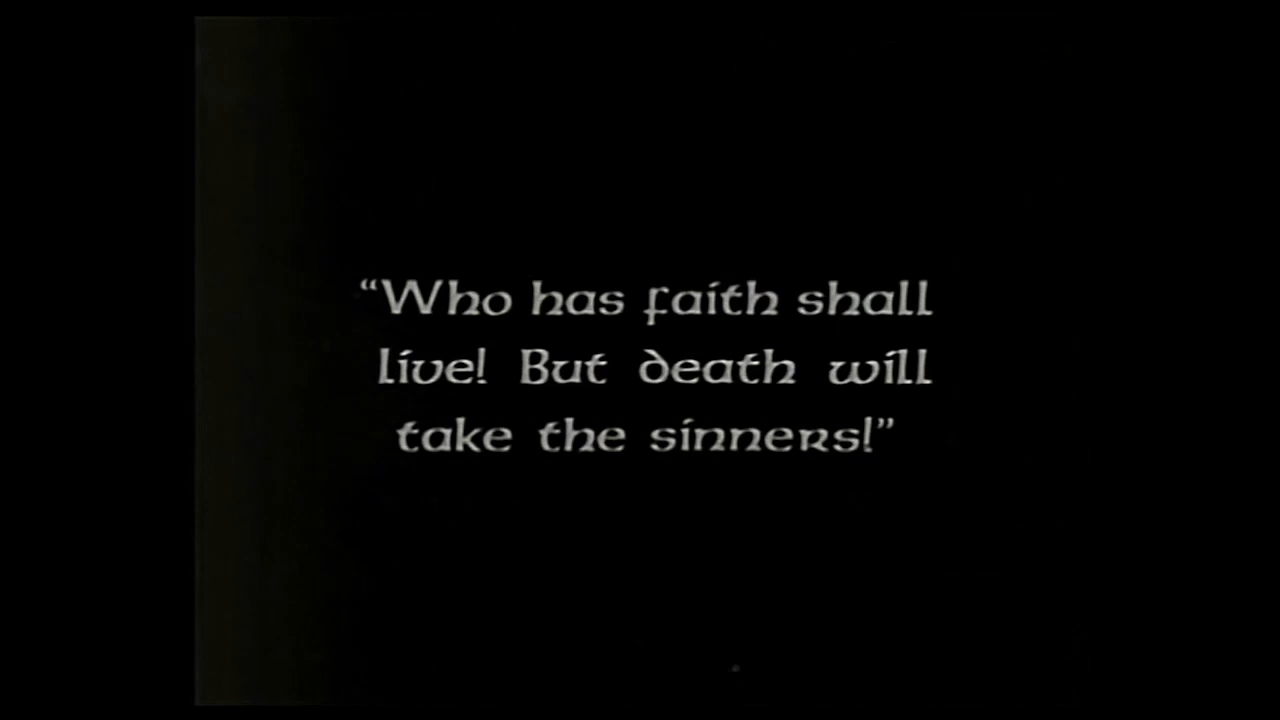 “Who has faith shall
live! But death will
take the sinners!”